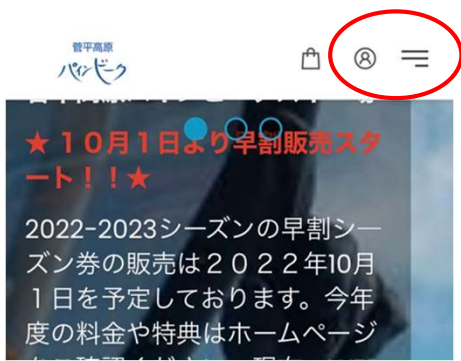 菅平高原
パインビーク
★１０月１日より早割販売スタ
ート！！★
2022-2023シーズンの早割シー
ズン券の販売は２０２２年10月
１日を予定しております。今年
度の料金や特典はホームページ